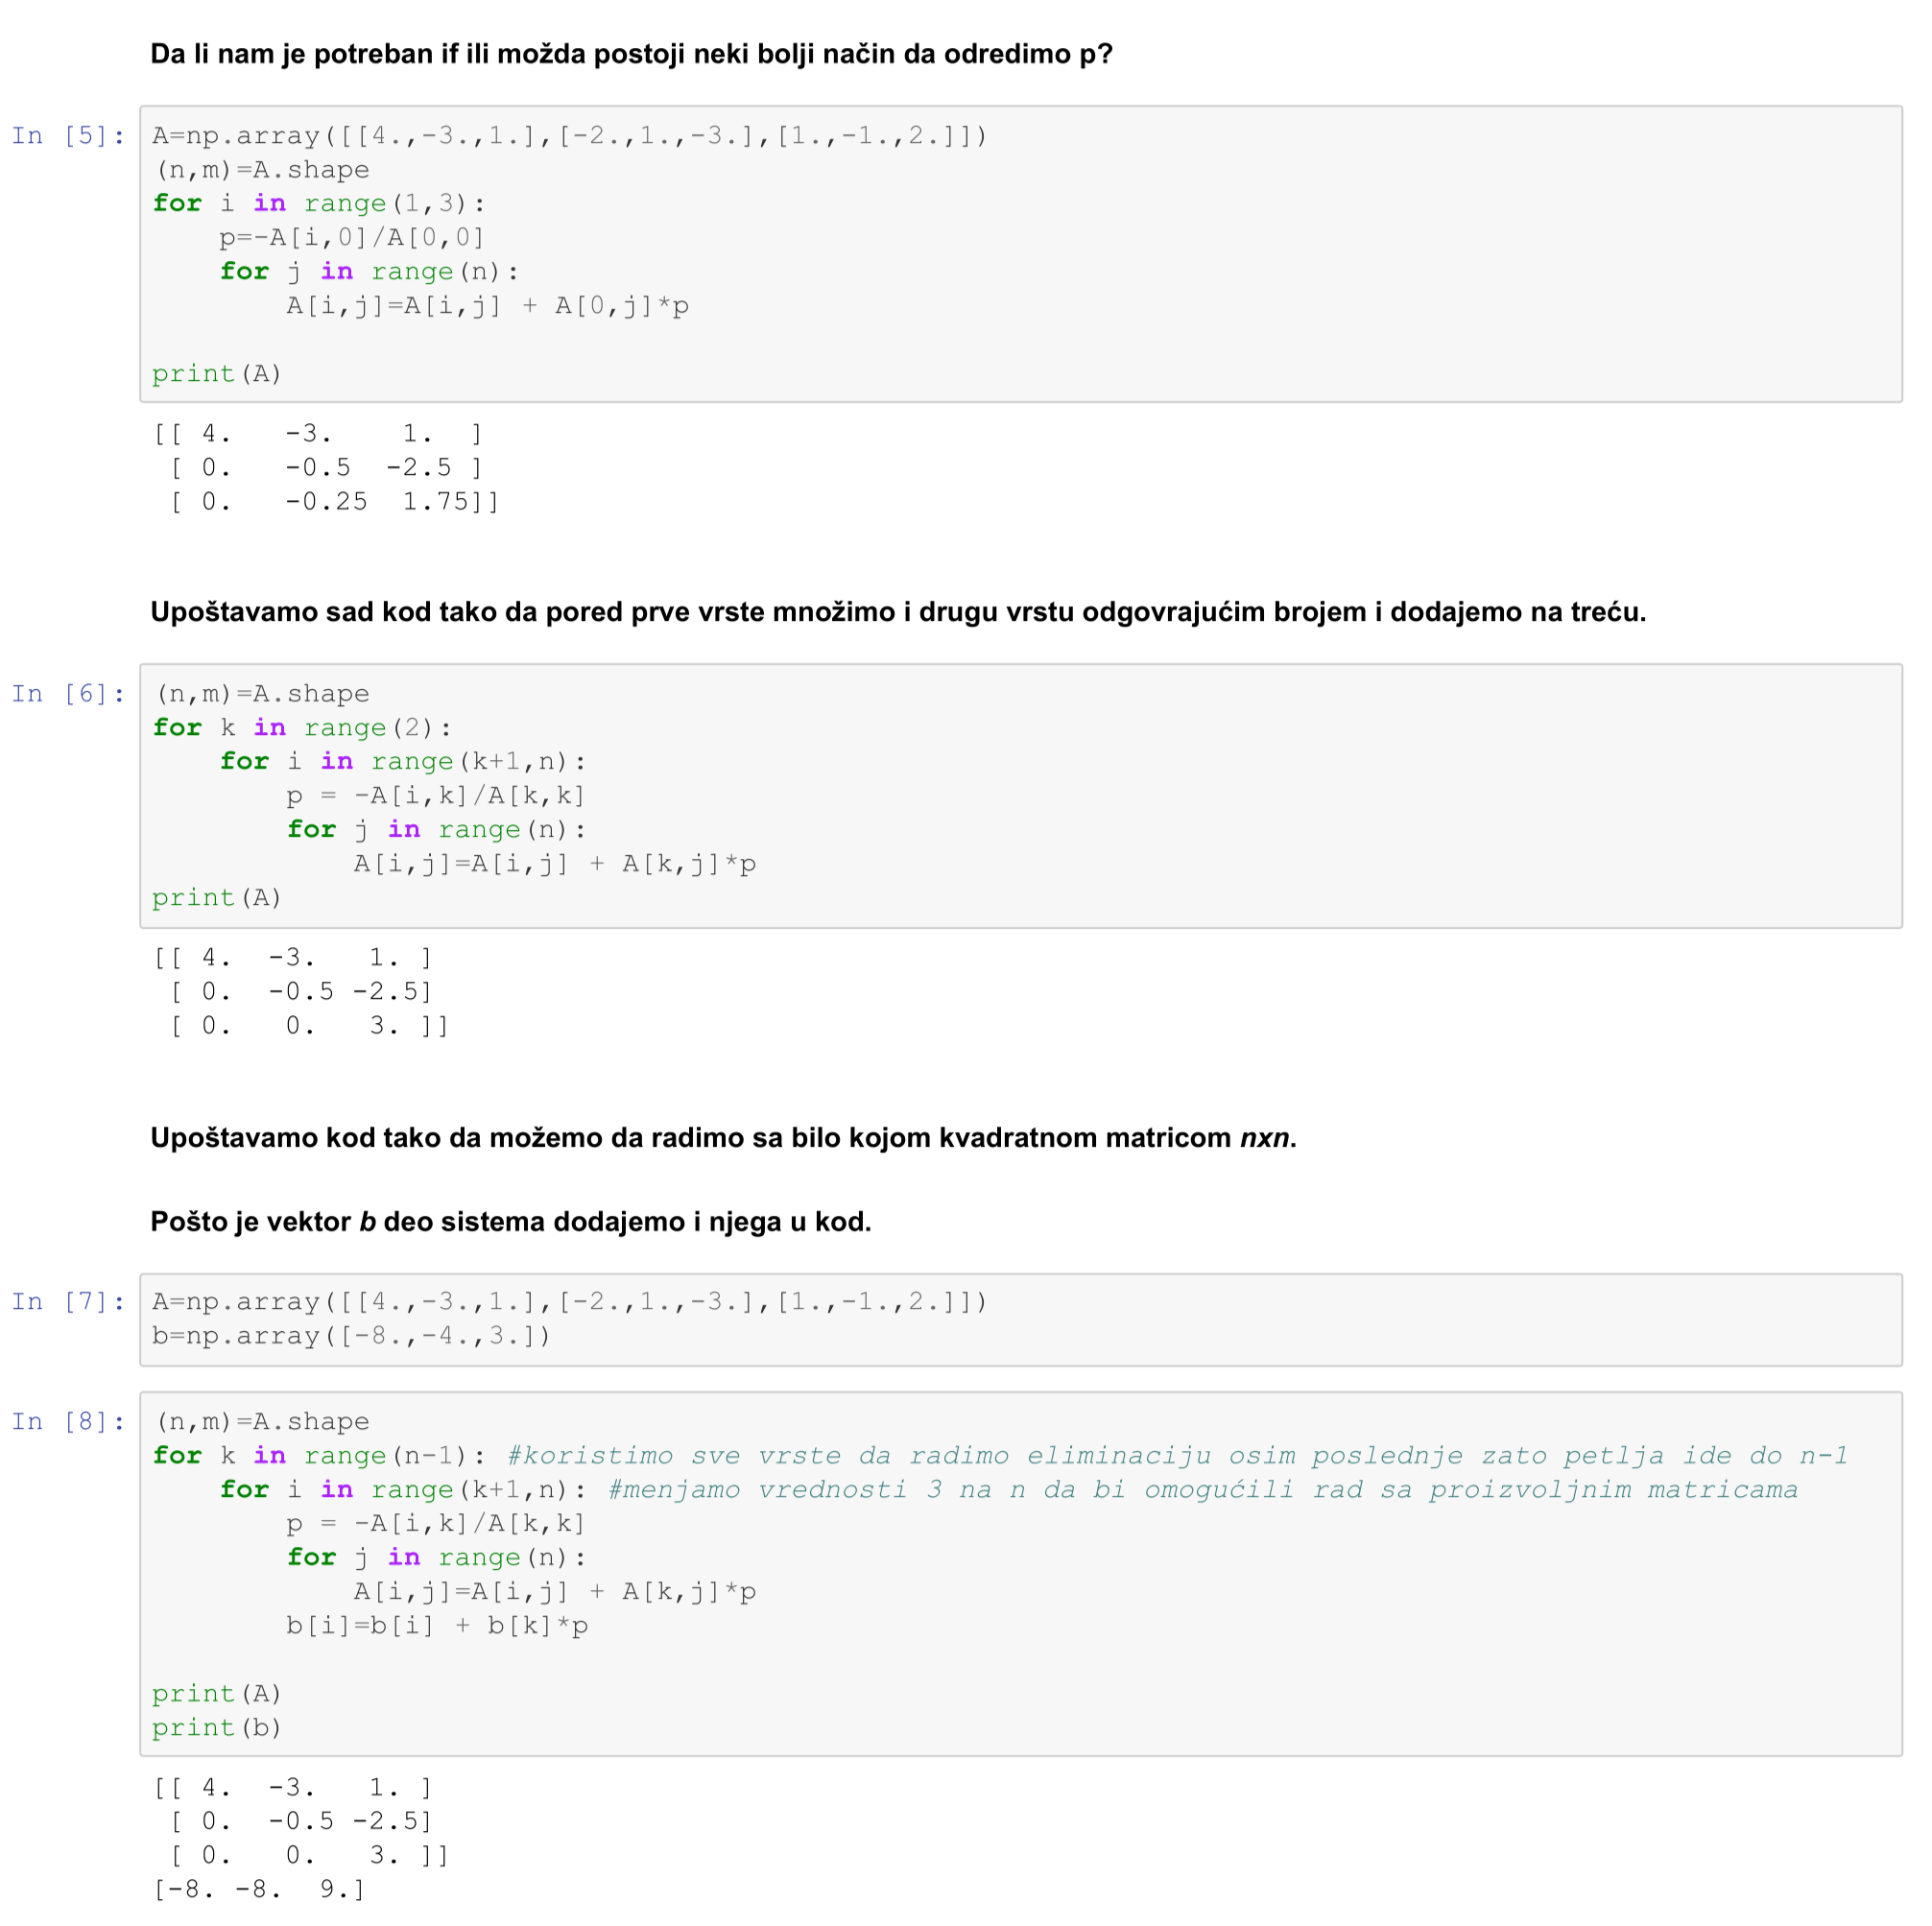 Da li nam je potreban if ili možda postoji neki bolji način da odredimo p?
In [5]: A=np.array([[4.,-3.,1.],[-2.,1.,-3.],[1.,-1.,2.]])
(n,m)=A.shape
for i in range(1,3):
    p=-A[i,0]/A[0,0]
    for j in range(n):
        A[i,j]=A[i,j] + A[0,j]*p
print(A)
[[ 4.   -3.    1.  ]
 [ 0.   -0.5  -2.5 ]
 [ 0.   -0.25  1.75]]
Upoštavamo sad kod tako da pored prve vrste množimo i drugu vrstu odgovrajućim brojem i dodajemo na treću.
In [6]: (n,m)=A.shape
for k in range(2):
    for i in range(k+1,n):
        p = -A[i,k]/A[k,k]
        for j in range(n):
            A[i,j]=A[i,j] + A[k,j]*p
print(A)
[[ 4.  -3.   1. ]
 [ 0.  -0.5 -2.5]
 [ 0.   0.   3. ]]
Upoštavamo kod tako da možemo da radimo sa bilo kojom kvadratnom matricom nxn.
Pošto je vektor b deo sistema dodajemo i njega u kod.
In [7]: A=np.array([[4.,-3.,1.],[-2.,1.,-3.],[1.,-1.,2.]])
b=np.array([-8.,-4.,3.])
In [8]: (n,m)=A.shape
for k in range(n-1): #koristimo sve vrste da radimo eliminaciju osim poslednje zato petlja ide do n-1
    for i in range(k+1,n): #menjamo vrednosti 3 na n da bi omogućili rad sa proizvoljnim matricama
        p = -A[i,k]/A[k,k]
        for j in range(n):
            A[i,j]=A[i,j] + A[k,j]*p
        b[i]=b[i] + b[k]*p
print(A)
print(b)
[[ 4.  -3.   1. ]
 [ 0.  -0.5 -2.5]
 [ 0.   0.   3. ]]
[-8. -8.  9.]